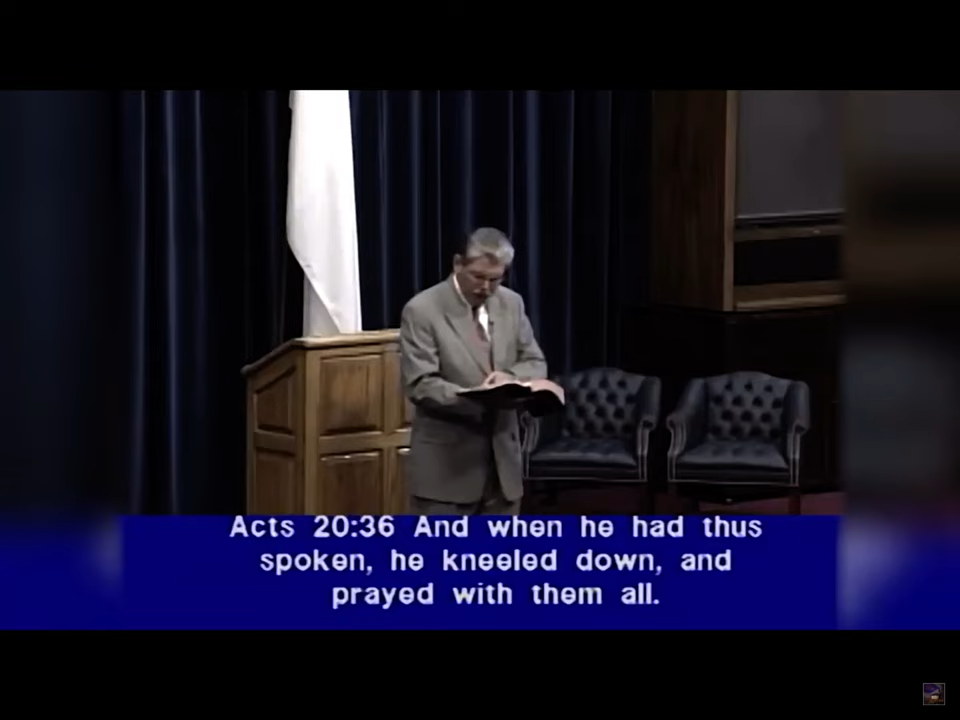 Acts 20:36 And when he had thus
spoken, he kneeled down, and
prayed with them all.